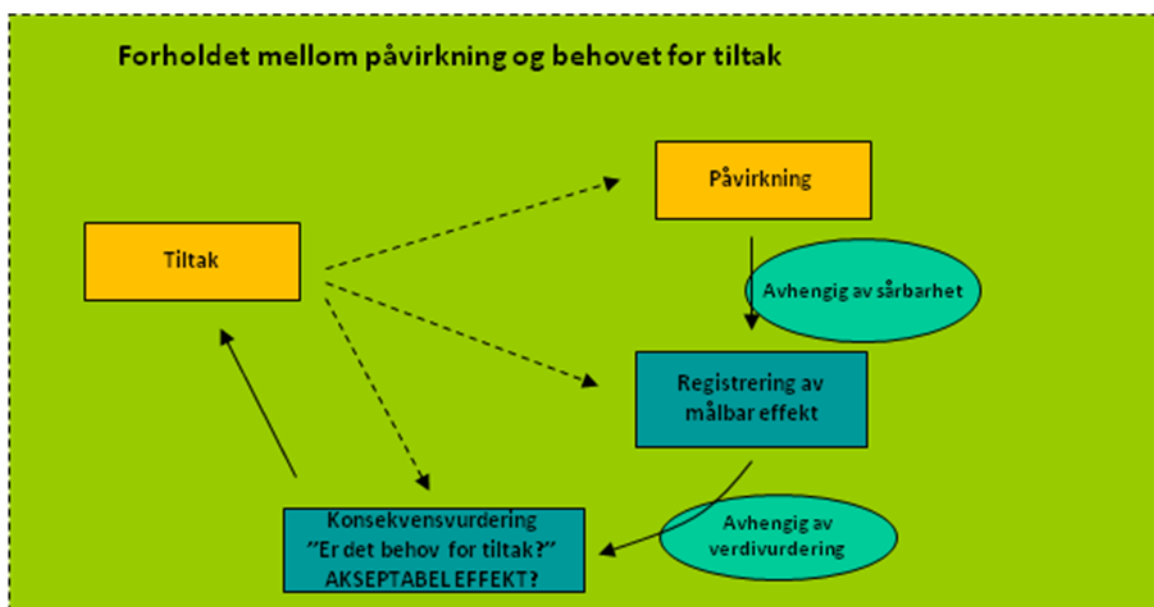 Forholdet mellom påvirkning og behovet for tiltak
Påvirkning
Tiltak
Avhengig av sårbarhet
Registrering av
målbar effekt
Konsekvensvurdering
”Er det behov for tiltak?”
AKSEPTABEL EFFEKT?
Avhengig av
verdivurdering